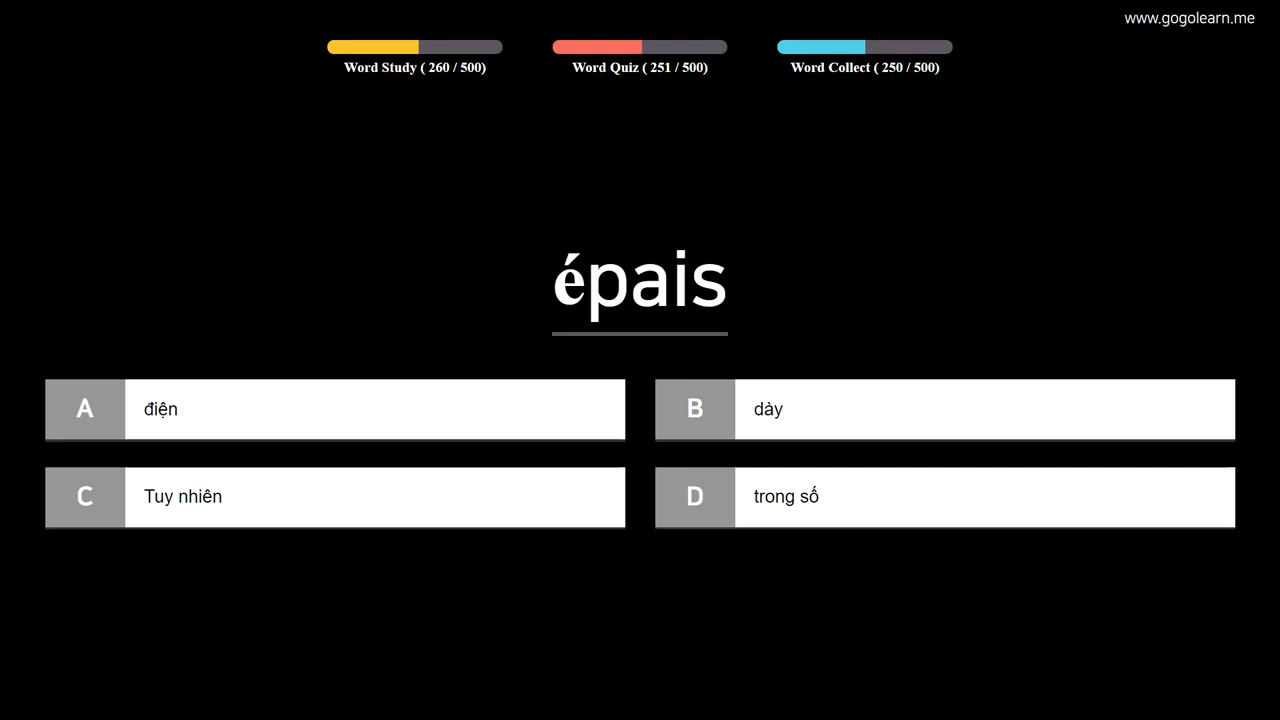 www.gogolearn.me
Word Study ( 260 / 500)
Word Quiz ( 251 / 500)
Word Collect ( 250 / 500)
épais
A điện
B dày
C Tuy nhiên
D trong số